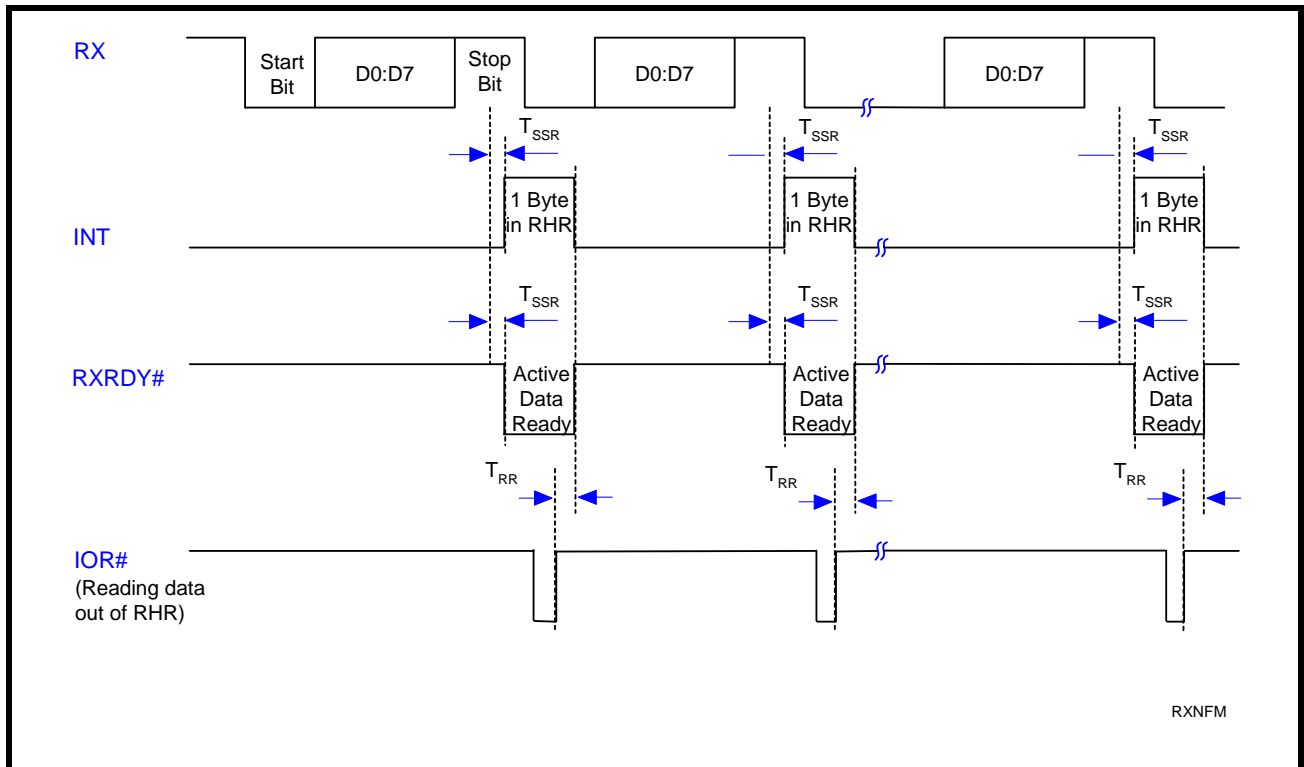 RX
Start
Bit
D0:D7
Stop
Bit
D0:D7
D0:D7
TSSR
TSSR
TSSR
INT
1 Byte
in RHR
1 Byte
in RHR
1 Byte
in RHR
TSSR
TSSR
TSSR
RXRDY#
Active
Data
Ready
Active
Data
Ready
Active
Data
Ready
TRR
TRR
TRR
IOR#
(Reading data
out of RHR)
RXNFM